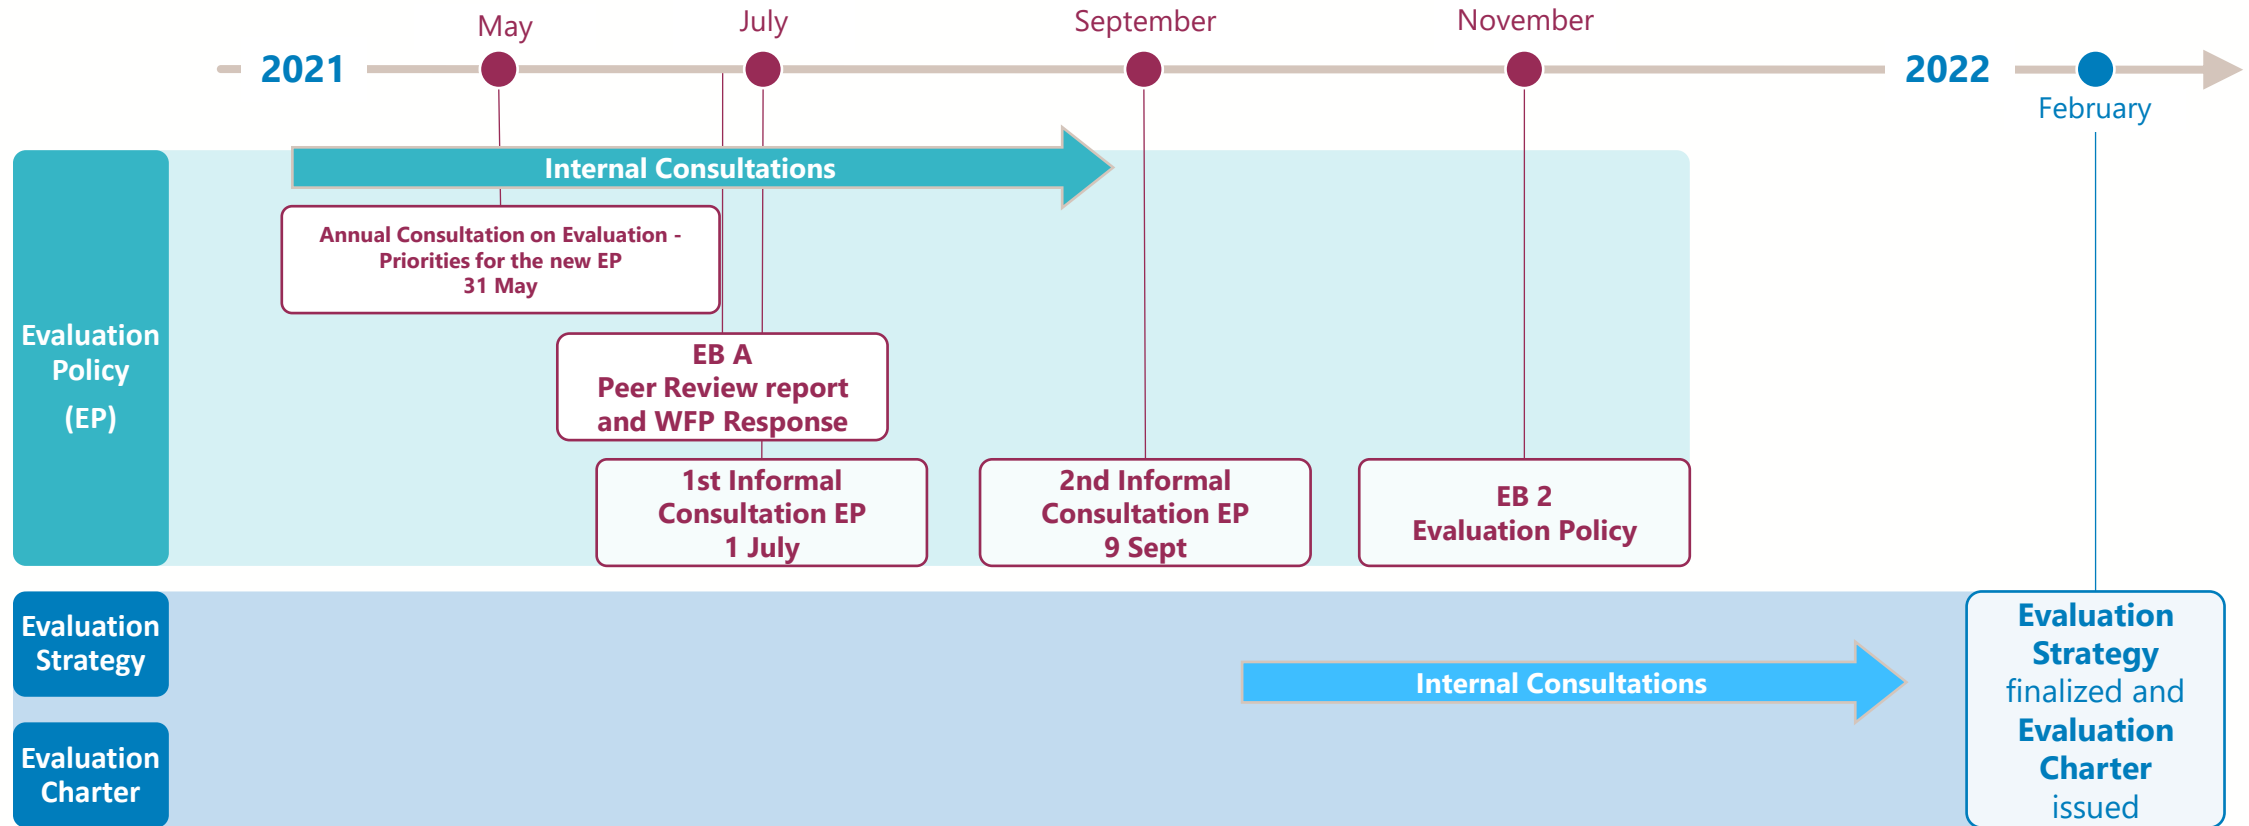 May
July
September
November
2021
2022
February
Internal Consultations
Annual Consultation on Evaluation -
Priorities for the new EP
31 May
Evaluation
Policy
(EP)
EB A
Peer Review report
and WFP Response
1st Informal
Consultation EP
1 July
2nd Informal
Consultation EP
9 Sept
EB 2
Evaluation Policy
Evaluation
Strategy
Evaluation
Charter
Internal Consultations
Evaluation
Strategy
finalized and
Evaluation
Charter
issued